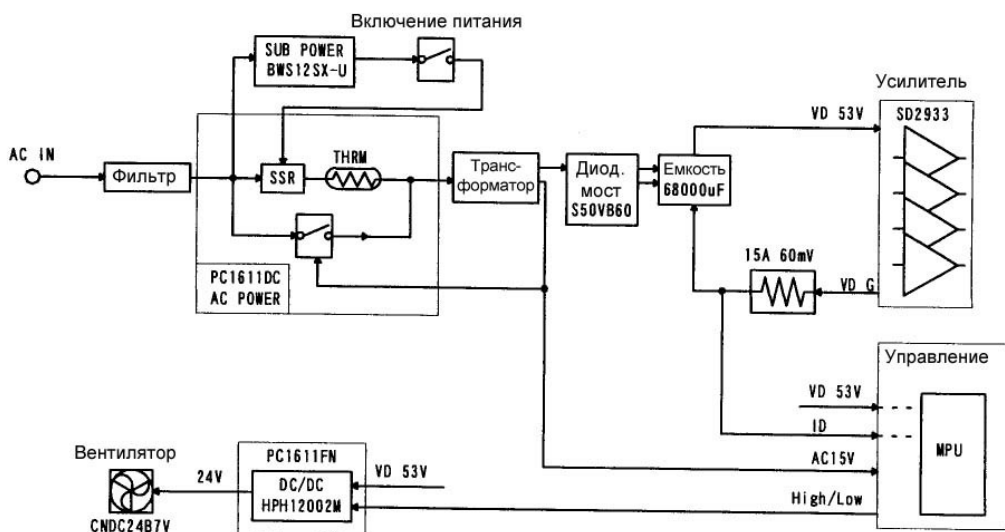 Включение питания
SUB POWER
BWS12SX-U
Усилитель
SD2933
VD 53V
AC IN
Фильтр
SSR
THRM
Транс-
форматор
Диод.
мост
S50VB60
Емкость
68000uF
PC1611DC
AC POWER
15A 60mV
VD G
Управление
VD 53V
ID
MPU
AC15V
High/Low
Вентилятор
CNDC24B7V
24V
PC1611FN
DC/DC
HPH12002M
VD 53V